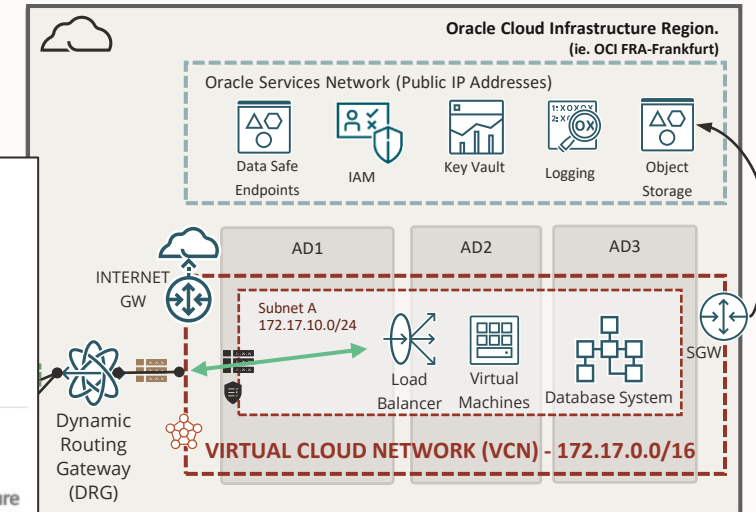 Oracle Cloud Infrastructure Region.
(ie. OCI FRA-Frankfurt)
Oracle Services Network (Public IP Addresses)
Data Safe
Endpoints
IAM
Key Vault
Logging
Object
Storage
AD1
AD2
AD3
INTERNET
GW
Subnet A
172.17.10.0/24
SGW
Load
Balancer
Virtual
Machines
Database System
Dynamic
Routing
Gateway
(DRG)
VIRTUAL CLOUD NETWORK (VCN) - 172.17.0.0/16